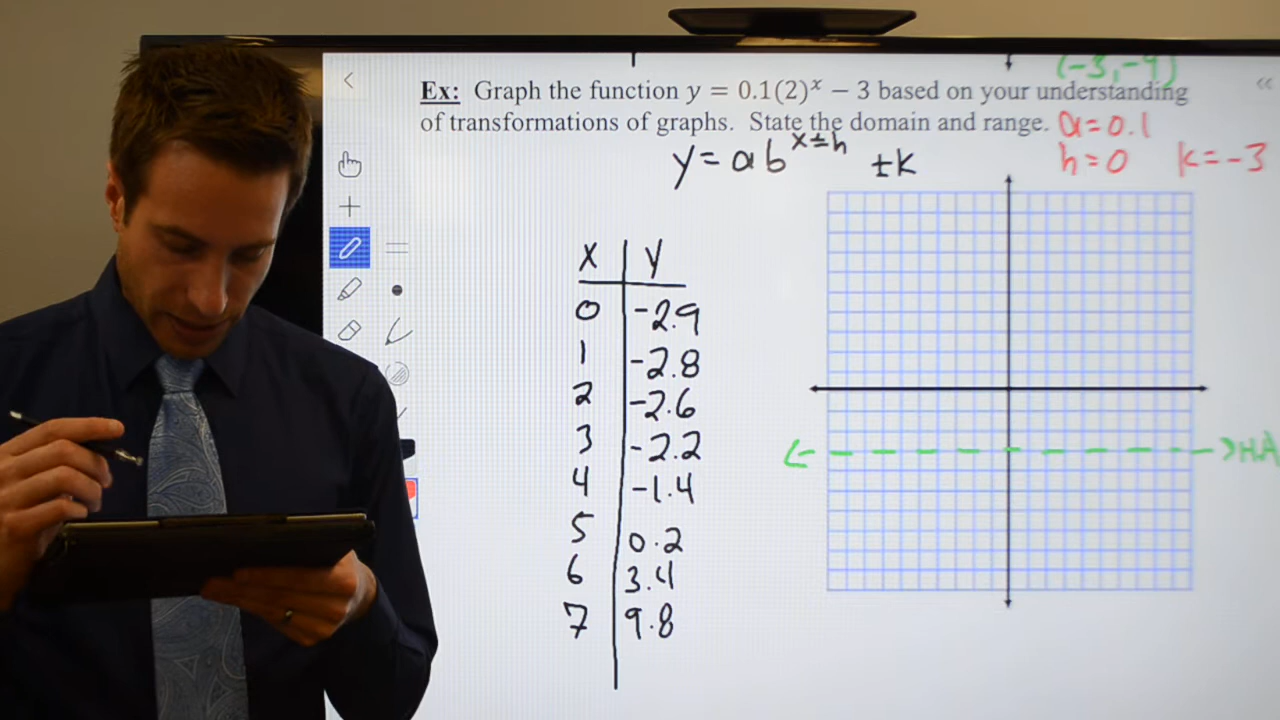 (-3,-9)
Ex: Graph the function y = 0.1(2)ˣ − 3 based on your understanding
of transformations of graphs. State the domain and range. a=0.1
y=ab^(x±h) ±k h=0 k=-3
x y
0 -2.9
1 -2.8
2 -2.6
3 -2.2
4 -1.4
5 0.2
6 3.4
7 9.8
HA